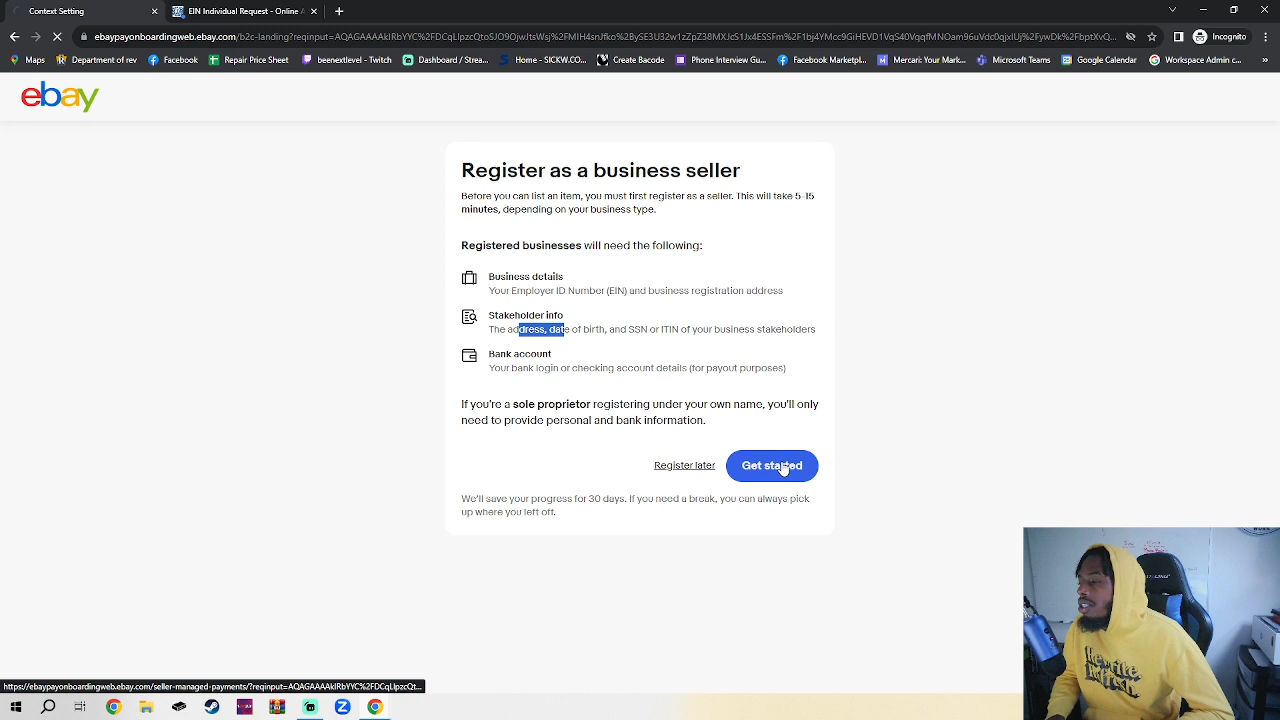 Context Setting
EIN Individual Request - Online
ebaypayonboardingweb.ebay.com/b2c-landing?reqinput=
Incognito
Maps
Department of rev
Facebook
Repair Price Sheet
beenextlevel - Twitch
Dashboard / Strea...
Home - SICKW.CO...
Create Barcode
Phone Interview Gu...
Facebook Marketpl...
Mercari: Your Mark...
Microsoft Teams
Google Calendar
Workspace Admin c...
ebay
Register as a business seller
Before you can list an item, you must first register as a seller. This will take 5-15
minutes, depending on your business type.
Registered businesses will need the following:
Business details
Your Employer ID Number (EIN) and business registration address
Stakeholder info
The address, date of birth, and SSN or ITIN of your business stakeholders
Bank account
Your bank login or checking account details (for payout purposes)
If you're a sole proprietor registering under your own name, you'll only
need to provide personal and bank information.
Register later
Get started
We'll save your progress for 30 days. If you need a break, you can always pick
up where you left off.
https://ebaypayonboardingweb.ebay.com/seller-managed-payments/?reqinput=AQAGAAAAkIRbYYC%2FDCqLlpzcQt...